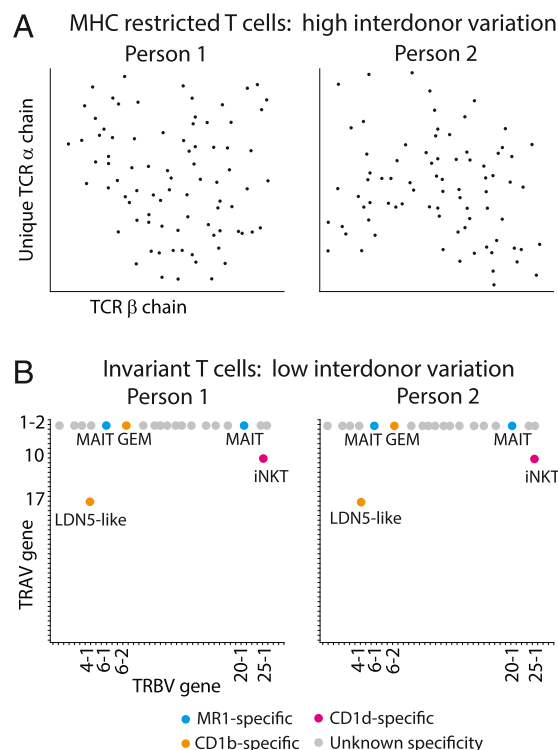 A MHC restricted T cells: high interdonor variation
Person 1 Person 2
Unique TCR α chain
TCR β chain
B Invariant T cells: low interdonor variation
Person 1 Person 2
1-2
MAIT GEM MAIT MAIT GEM MAIT
10
iNKT iNKT
17
LDN5-like LDN5-like
TRAV gene
4-1 6-1 6-2 20-1 25-1 4-1 6-1 6-2 20-1 25-1
TRBV gene TRBV gene
MR1-specific CD1d-specific
CD1b-specific Unknown specificity